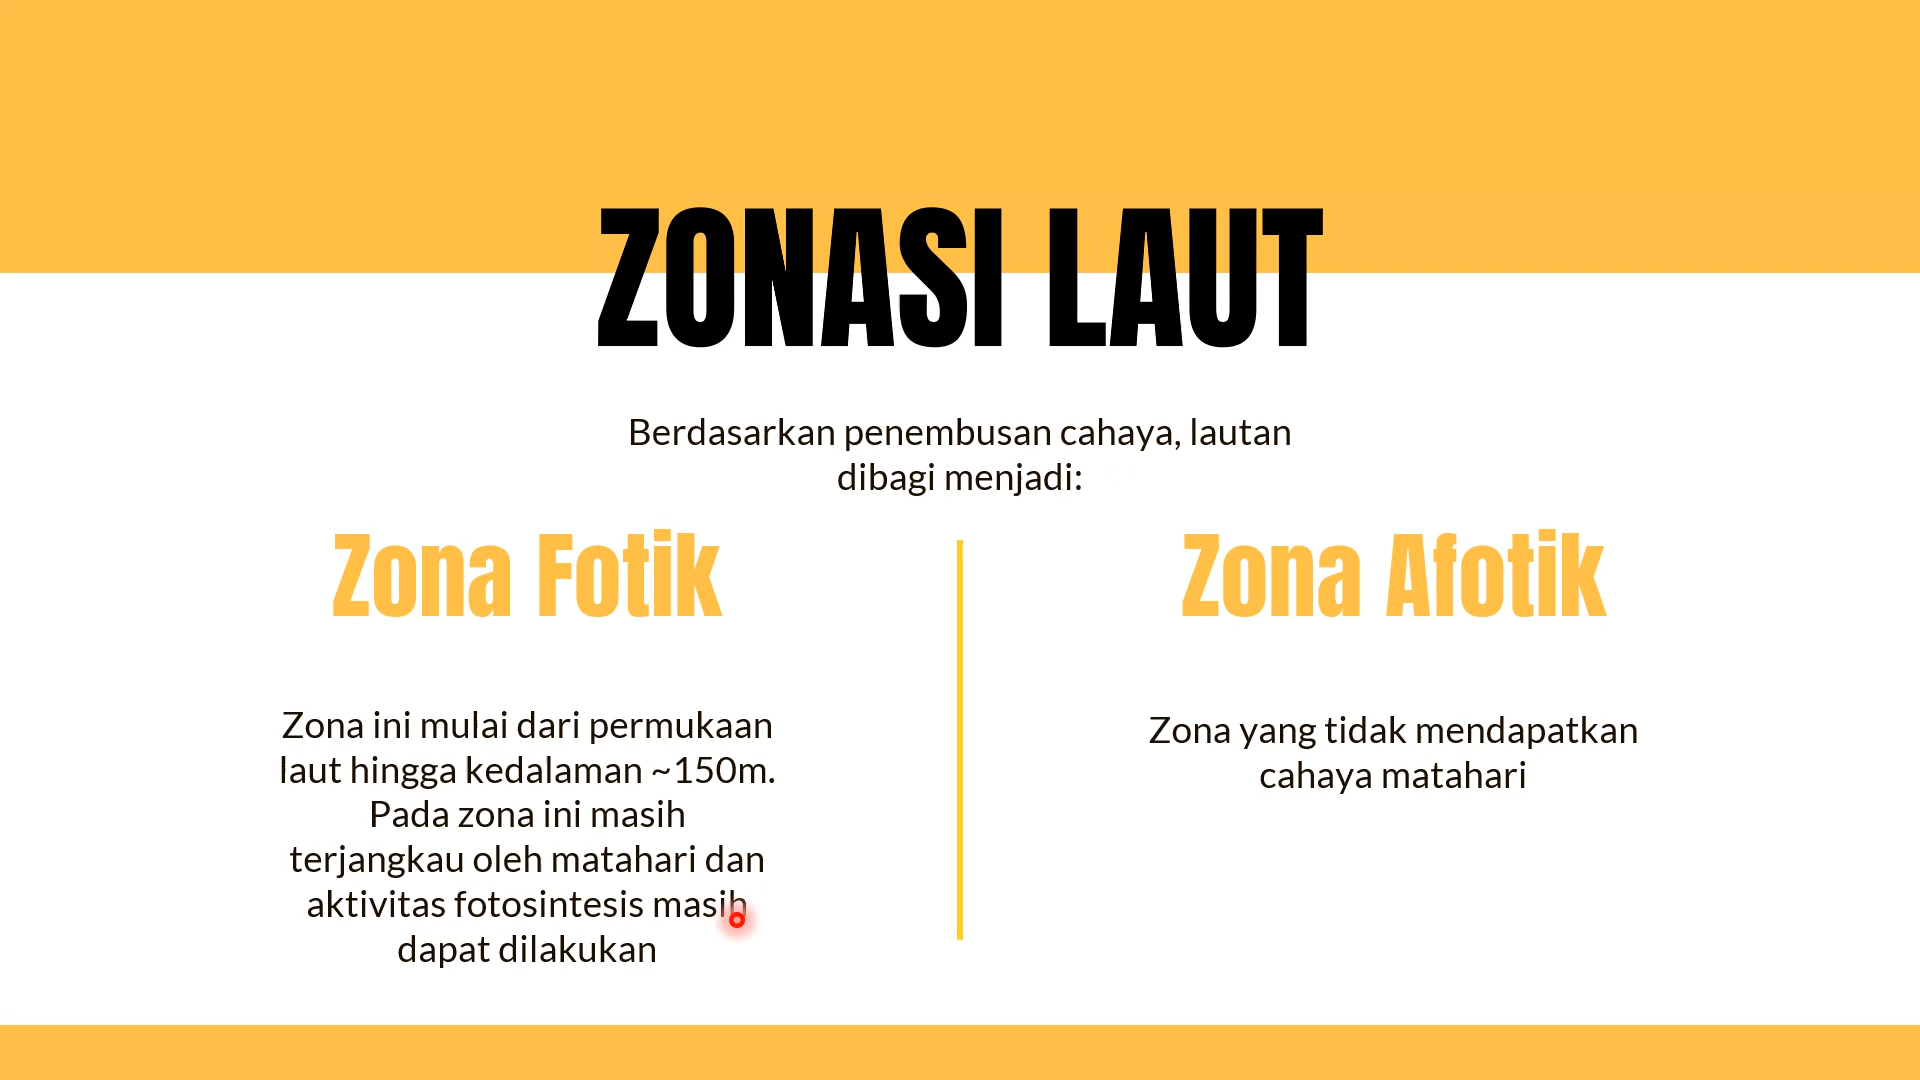 ZONASI LAUT
Berdasarkan penembusan cahaya, lautan
dibagi menjadi:
Zona Fotik
Zona ini mulai dari permukaan
laut hingga kedalaman ~150m.
Pada zona ini masih
terjangkau oleh matahari dan
aktivitas fotosintesis masih
dapat dilakukan
Zona Afotik
Zona yang tidak mendapatkan
cahaya matahari